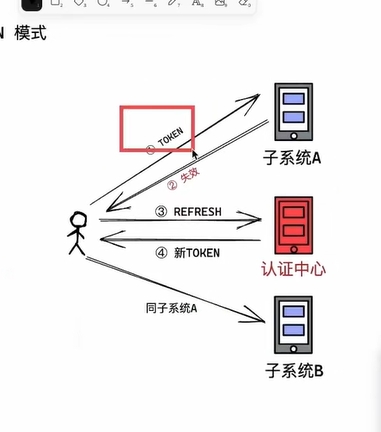 N 模式
① TOKEN
子系统A
② 失效
③ REFRESH
认证中心
④ 新TOKEN
同子系统A
子系统B